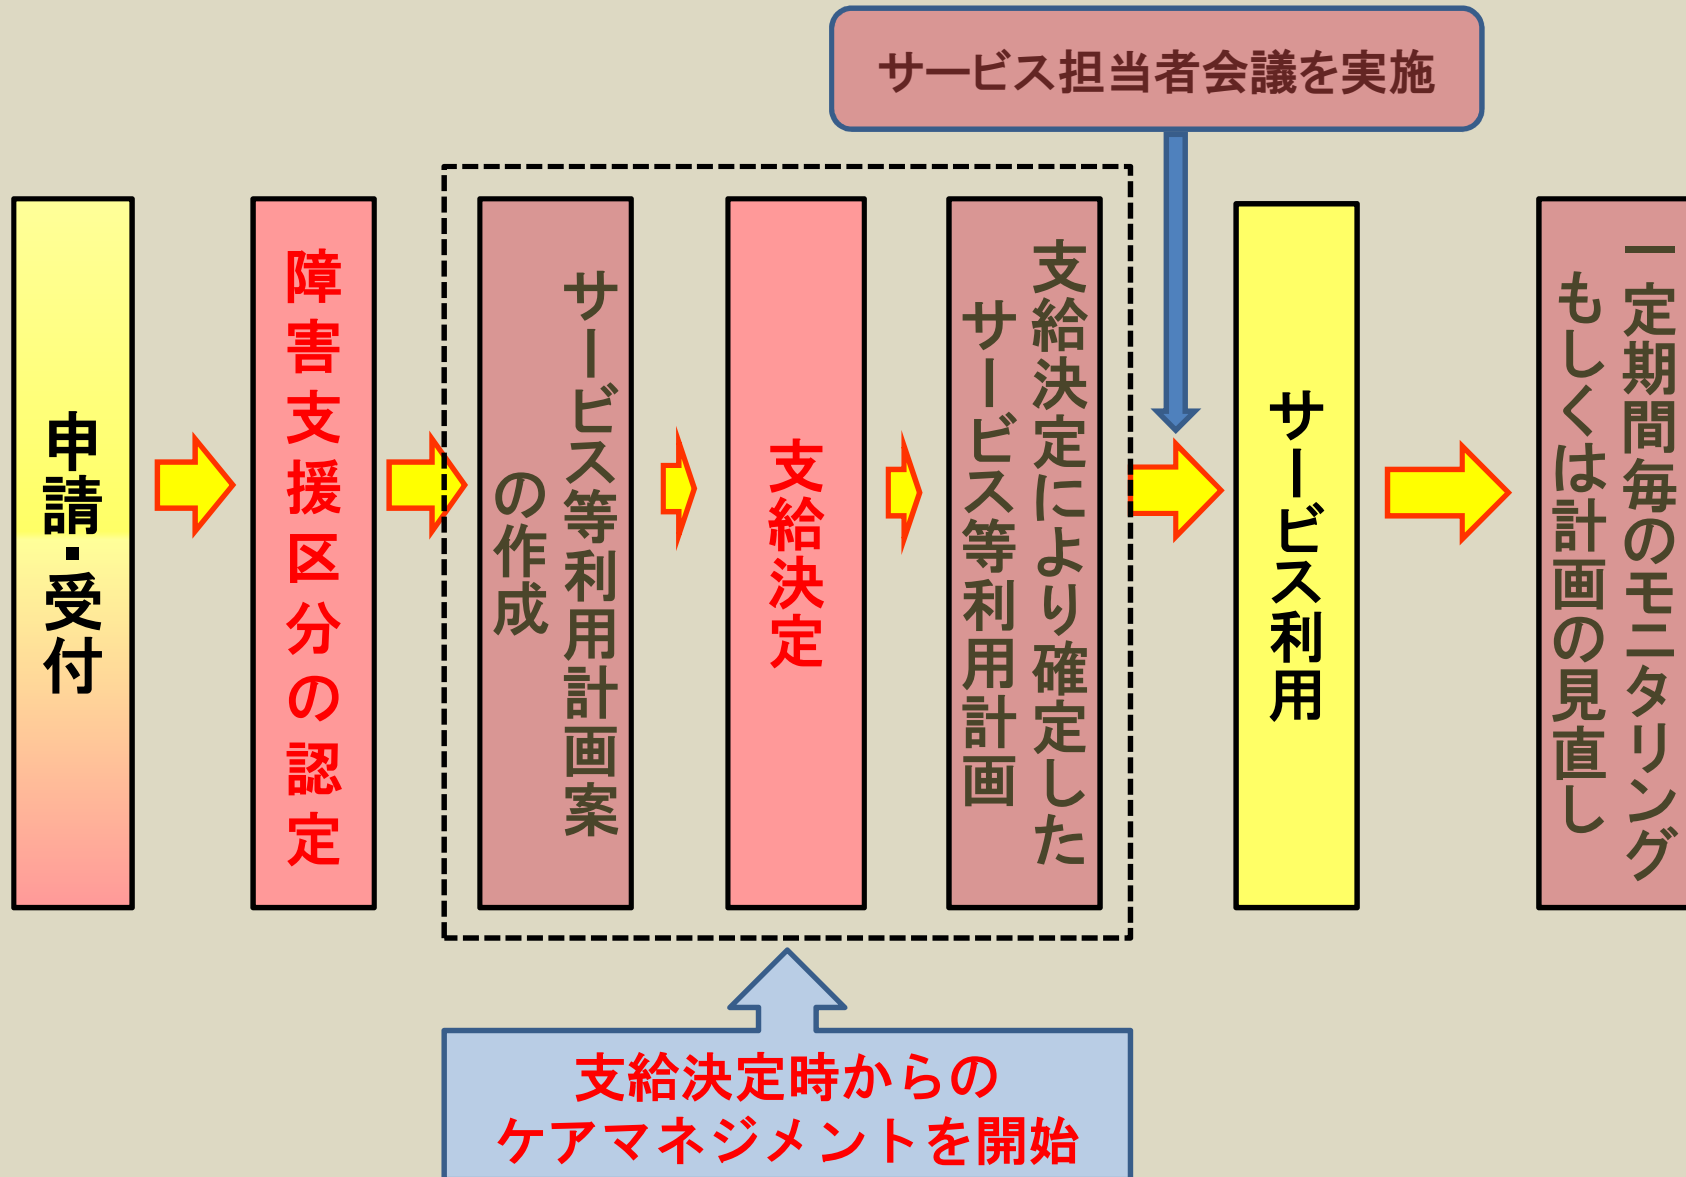 サービス担当者会議を実施
申請・受付
障害支援区分の認定
サービス等利用計画案
の作成
支給決定
支給決定により確定した
サービス等利用計画
サービス利用
一定期間毎のモニタリング
もしくは計画の見直し
支給決定時からの
ケアマネジメントを開始